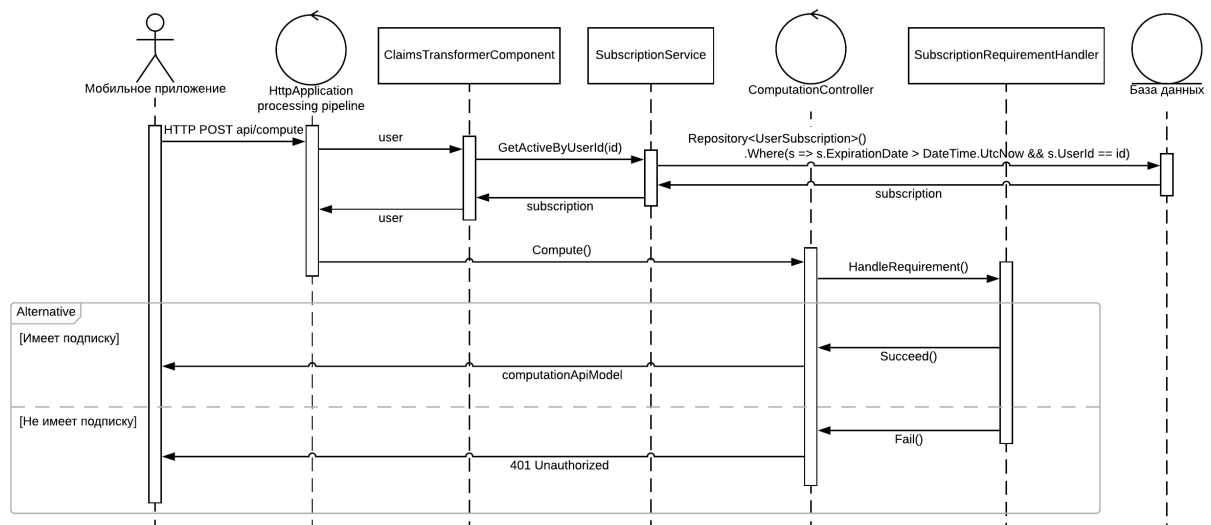 Мобильное приложение
HttpApplication
processing pipeline
ClaimsTransformerComponent
SubscriptionService
ComputationController
SubscriptionRequirementHandler
База данных
HTTP POST api/compute
user
GetActiveByUserId(id)
Repository<UserSubscription>()
.Where(s => s.ExpirationDate > DateTime.UtcNow && s.UserId == id)
subscription
subscription
user
Compute()
HandleRequirement()
Alternative
[Имеет подписку]
Succeed()
computationApiModel
[Не имеет подписку]
Fail()
401 Unauthorized